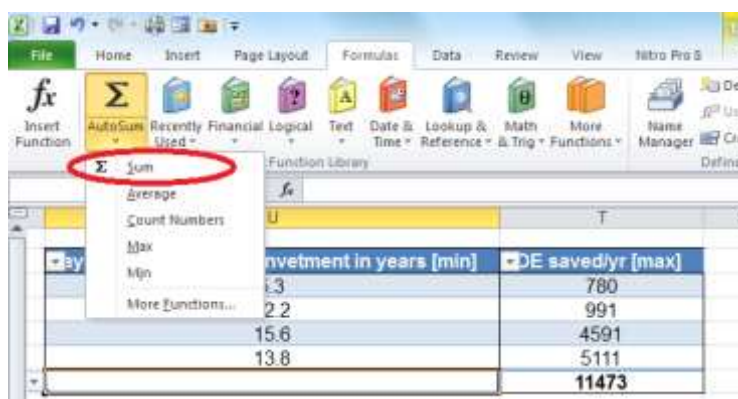 File Home Insert Page Layout Formulas Data Review View Nitro Pro 8
fx Σ A θ
Insert AutoSum Recently Financial Logical Text Date & Lookup & Math More Name
Function Used Time Reference & Trig Functions Manager
Σ Sum
Function Library
Average
fx
Count Numbers
U T
Max
nvetment in years [min] OE saved/yr [max]
Min
.3 780
More Functions...
2.2 991
15.6 4591
13.8 5111
11473